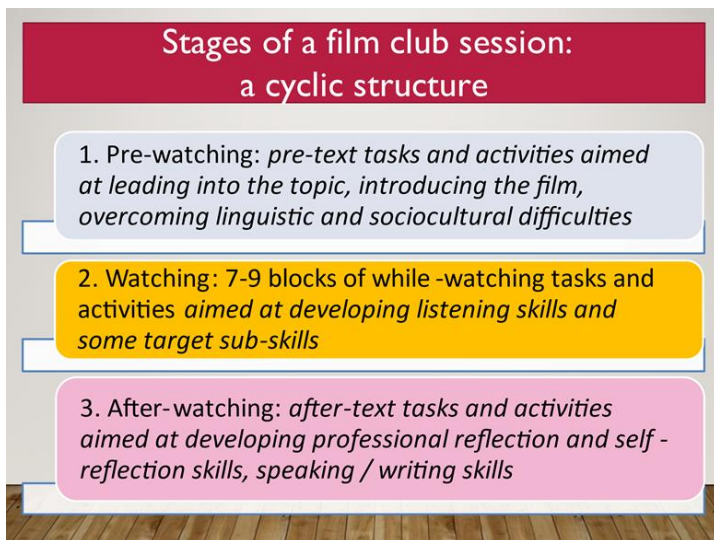 Stages of a film club session:
a cyclic structure
1. Pre-watching: pre-text tasks and activities aimed
at leading into the topic, introducing the film,
overcoming linguistic and sociocultural difficulties
2. Watching: 7-9 blocks of while -watching tasks and
activities aimed at developing listening skills and
some target sub-skills
3. After-watching: after-text tasks and activities
aimed at developing professional reflection and self -
reflection skills, speaking / writing skills